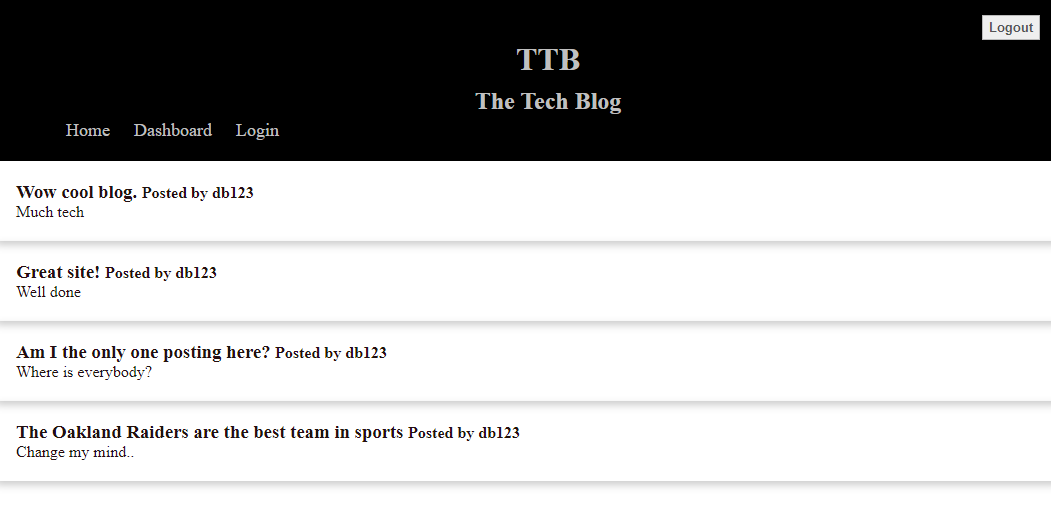 Logout
TTB
The Tech Blog
Home Dashboard Login
Wow cool blog. Posted by db123
Much tech
Great site! Posted by db123
Well done
Am I the only one posting here? Posted by db123
Where is everybody?
The Oakland Raiders are the best team in sports Posted by db123
Change my mind..